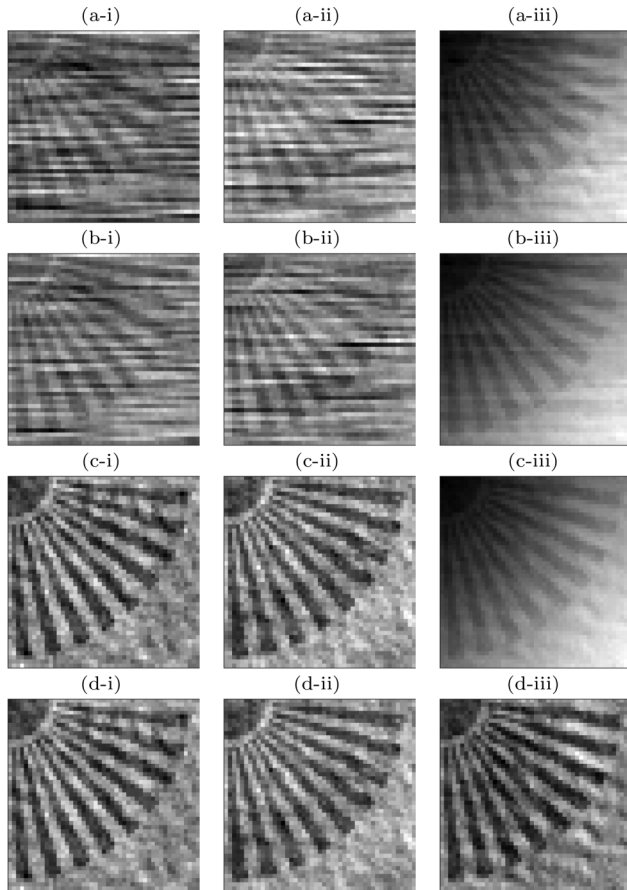 (a-i) (a-ii) (a-iii)
(b-i) (b-ii) (b-iii)
(c-i) (c-ii) (c-iii)
(d-i) (d-ii) (d-iii)